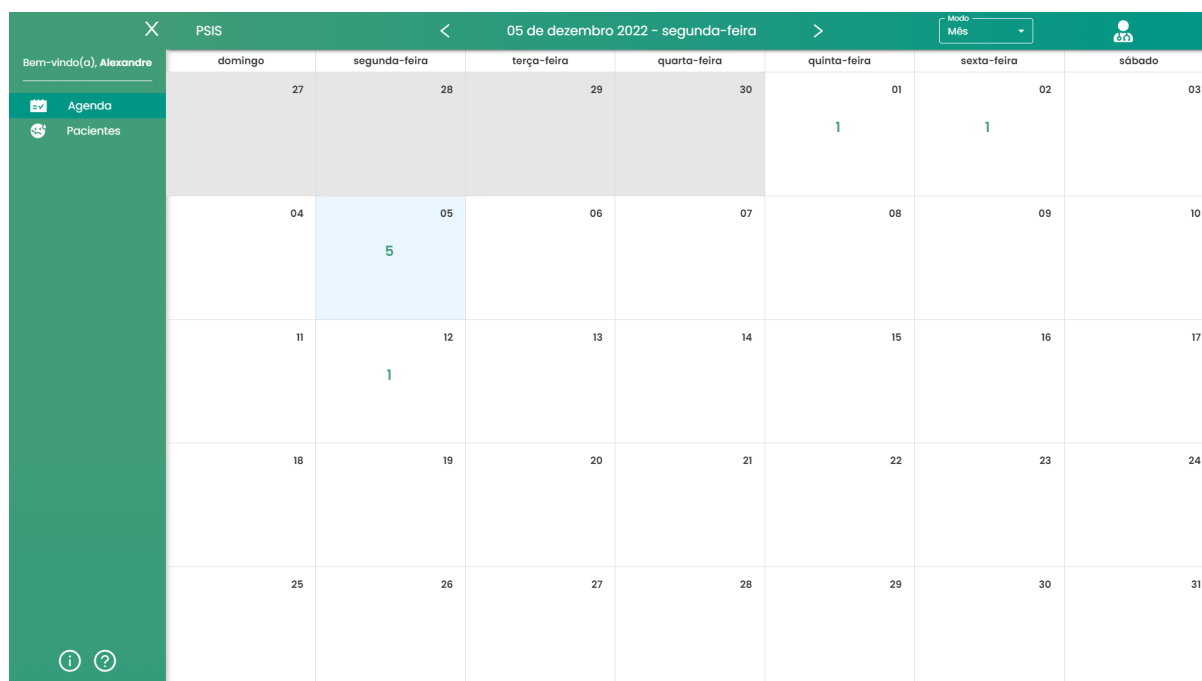 X PSIS < 05 de dezembro 2022 - segunda-feira > Modo
Mês
Bem-vindo(a), Alexandre
Agenda
Pacientes
domingo segunda-feira terça-feira quarta-feira quinta-feira sexta-feira sábado
27 28 29 30 01 02 03
1 1
04 05 06 07 08 09 10
5
11 12 13 14 15 16 17
1
18 19 20 21 22 23 24
25 26 27 28 29 30 31
i ?